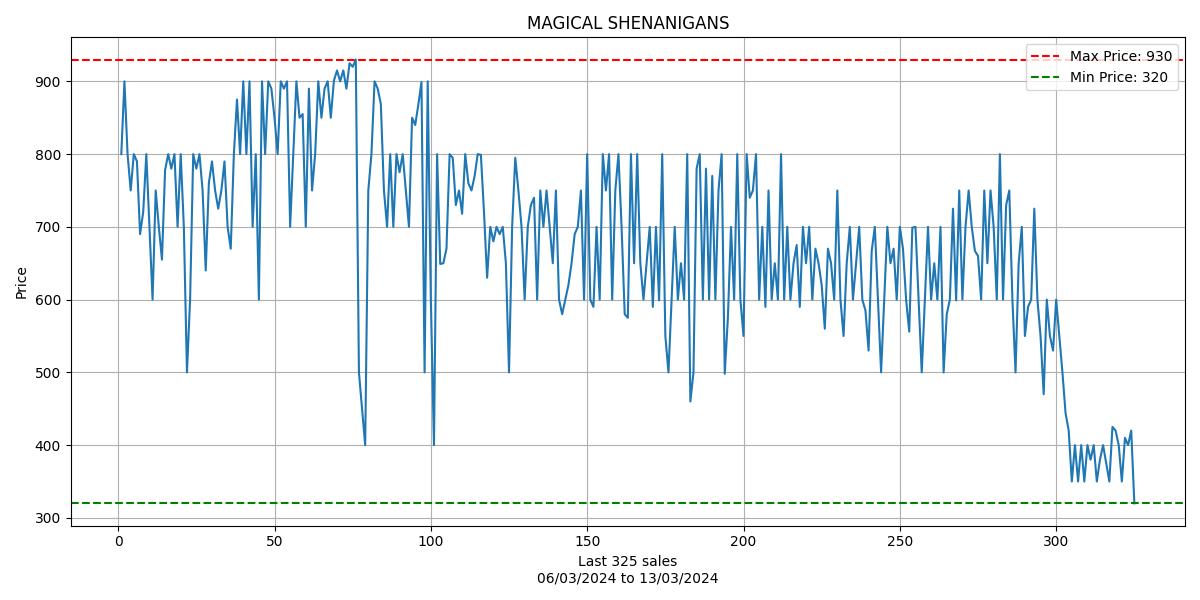 MAGICAL SHENANIGANS
Max Price: 930
Min Price: 320
Price
900
800
700
600
500
400
300
0 50 100 150 200 250 300
Last 325 sales
06/03/2024 to 13/03/2024